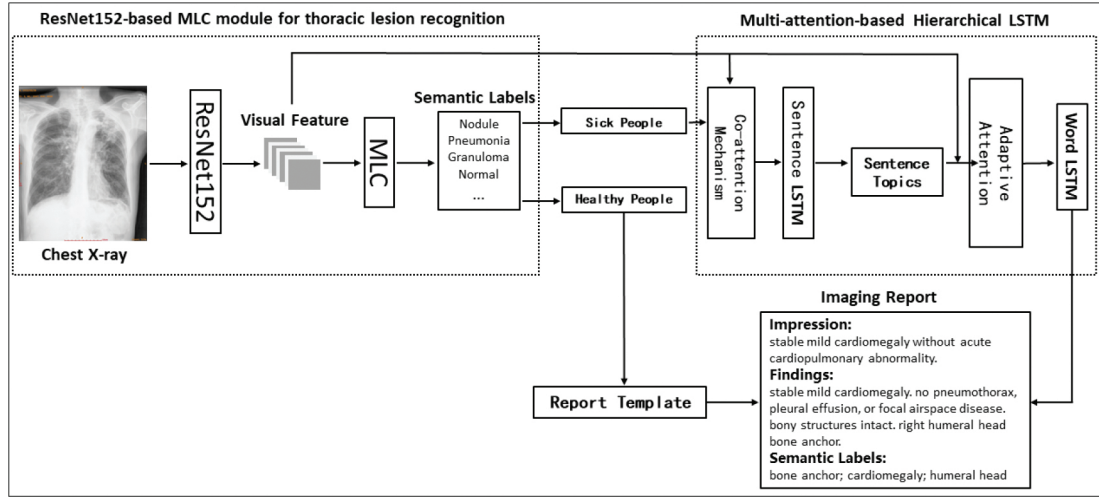 ResNet152-based MLC module for thoracic lesion recognition
Multi-attention-based Hierarchical LSTM
Chest X-ray
ResNet152
Visual Feature
MLC
Semantic Labels
Nodule
Pneumonia
Granuloma
Normal
...
Sick People
Healthy People
Co-attention
Mechanism
Sentence LSTM
Sentence
Topics
Adaptive
Attention
Word LSTM
Report Template
Imaging Report
Impression:
stable mild cardiomegaly without acute
cardiopulmonary abnormality.
Findings:
stable mild cardiomegaly. no pneumothorax,
pleural effusion, or focal airspace disease.
bony structures intact. right humeral head
bone anchor.
Semantic Labels:
bone anchor; cardiomegaly; humeral head